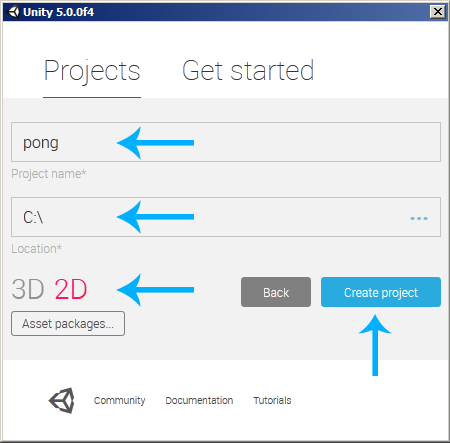 Unity 5.0.0f4
Projects Get started
pong
Project name*
C:\
Location*
3D 2D Back Create project
Asset packages...
Community Documentation Tutorials